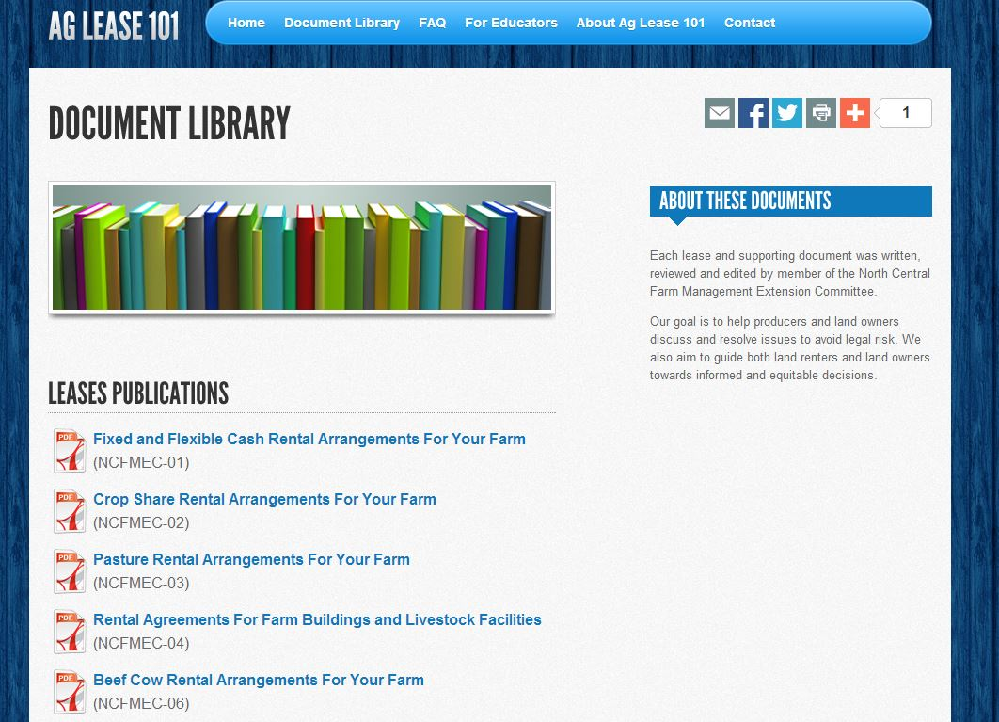 AG LEASE 101
Home Document Library FAQ For Educators About Ag Lease 101 Contact
DOCUMENT LIBRARY
1
ABOUT THESE DOCUMENTS
Each lease and supporting document was written,
reviewed and edited by member of the North Central
Farm Management Extension Committee.
Our goal is to help producers and land owners
discuss and resolve issues to avoid legal risk. We
also aim to guide both land renters and land owners
towards informed and equitable decisions.
LEASES PUBLICATIONS
PDF
Fixed and Flexible Cash Rental Arrangements For Your Farm
(NCFMEC-01)
PDF
Crop Share Rental Arrangements For Your Farm
(NCFMEC-02)
PDF
Pasture Rental Arrangements For Your Farm
(NCFMEC-03)
PDF
Rental Agreements For Farm Buildings and Livestock Facilities
(NCFMEC-04)
PDF
Beef Cow Rental Arrangements For Your Farm
(NCFMEC-06)